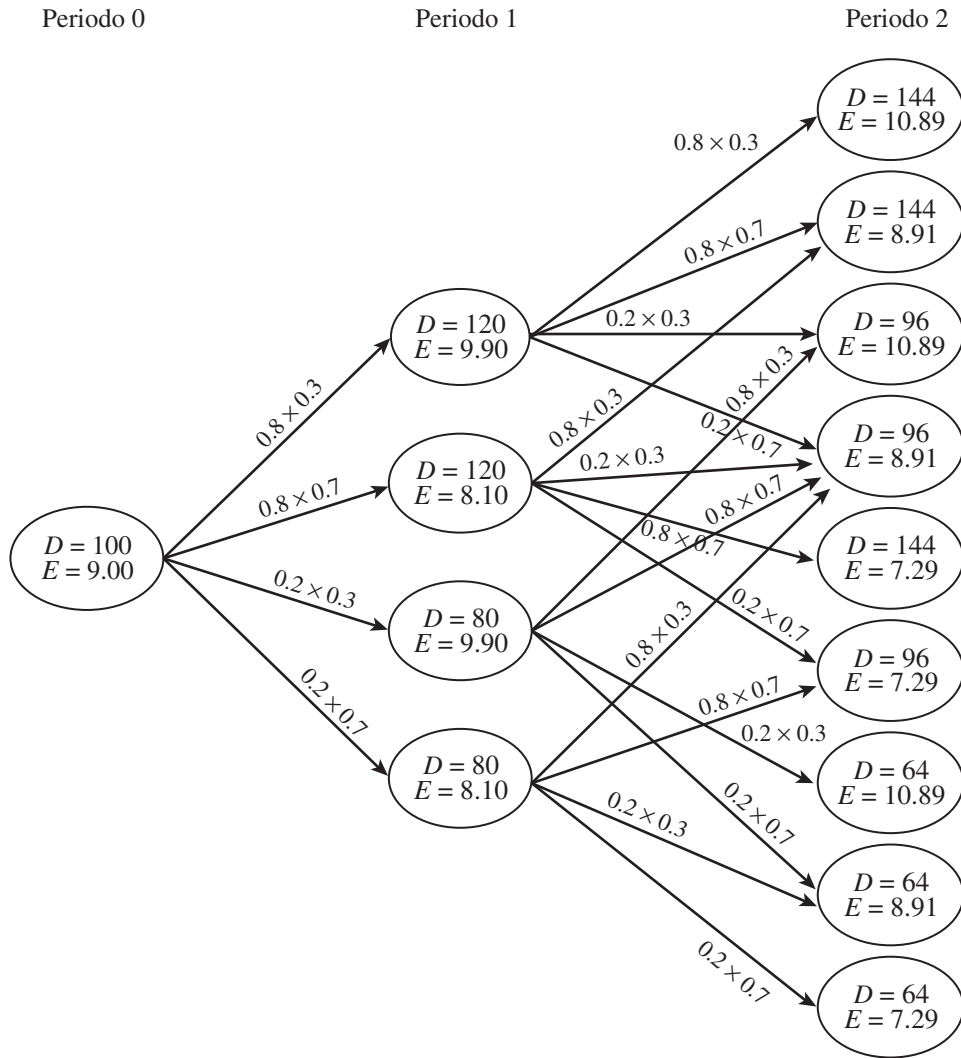 Periodo 0
Periodo 1
Periodo 2
D = 144
E = 10.89
0.8 × 0.3
D = 144
E = 8.91
0.8 × 0.7
D = 120
E = 9.90
0.2 × 0.3
D = 96
E = 10.89
0.8 × 0.3
0.8 × 0.3
0.8 × 0.3
0.2 × 0.7
D = 96
E = 8.91
D = 120
E = 8.10
0.2 × 0.3
0.8 × 0.7
0.8 × 0.7
D = 100
E = 9.00
0.8 × 0.7
D = 144
E = 7.29
0.2 × 0.3
D = 80
E = 9.90
0.8 × 0.3
0.2 × 0.7
D = 96
E = 7.29
0.2 × 0.7
0.8 × 0.7
0.2 × 0.3
D = 80
E = 8.10
D = 64
E = 10.89
0.2 × 0.3
0.2 × 0.7
D = 64
E = 8.91
0.2 × 0.7
D = 64
E = 7.29